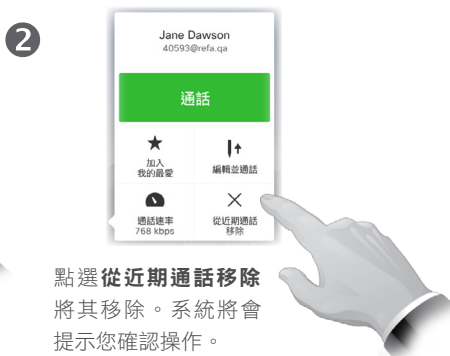 2
Jane Dawson
40593@refa.qa
通話
加入
我的最愛
編輯並通話
通話速率
768 kbps
從近期通話
移除
點選從近期通話移除
將其移除。系統將會
提示您確認操作。